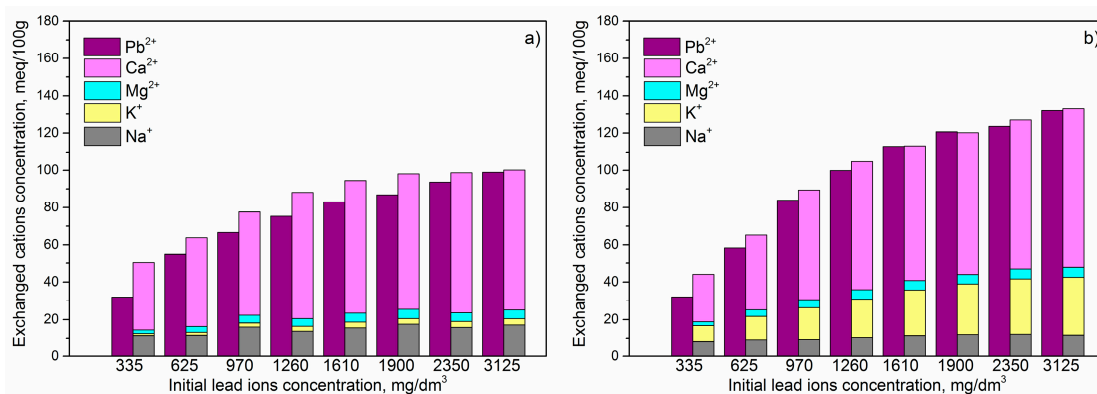 180
160
140
120
100
80
60
40
20
0
Exchanged cations concentration, meq/100g
a)
Pb²⁺
Ca²⁺
Mg²⁺
K⁺
Na⁺
335 625 970 1260 1610 1900 2350 3125
Initial lead ions concentration, mg/dm³
180
160
140
120
100
80
60
40
20
0
Exchanged cations concentration, meq/100g
b)
Pb²⁺
Ca²⁺
Mg²⁺
K⁺
Na⁺
335 625 970 1260 1610 1900 2350 3125
Initial lead ions concentration, mg/dm³